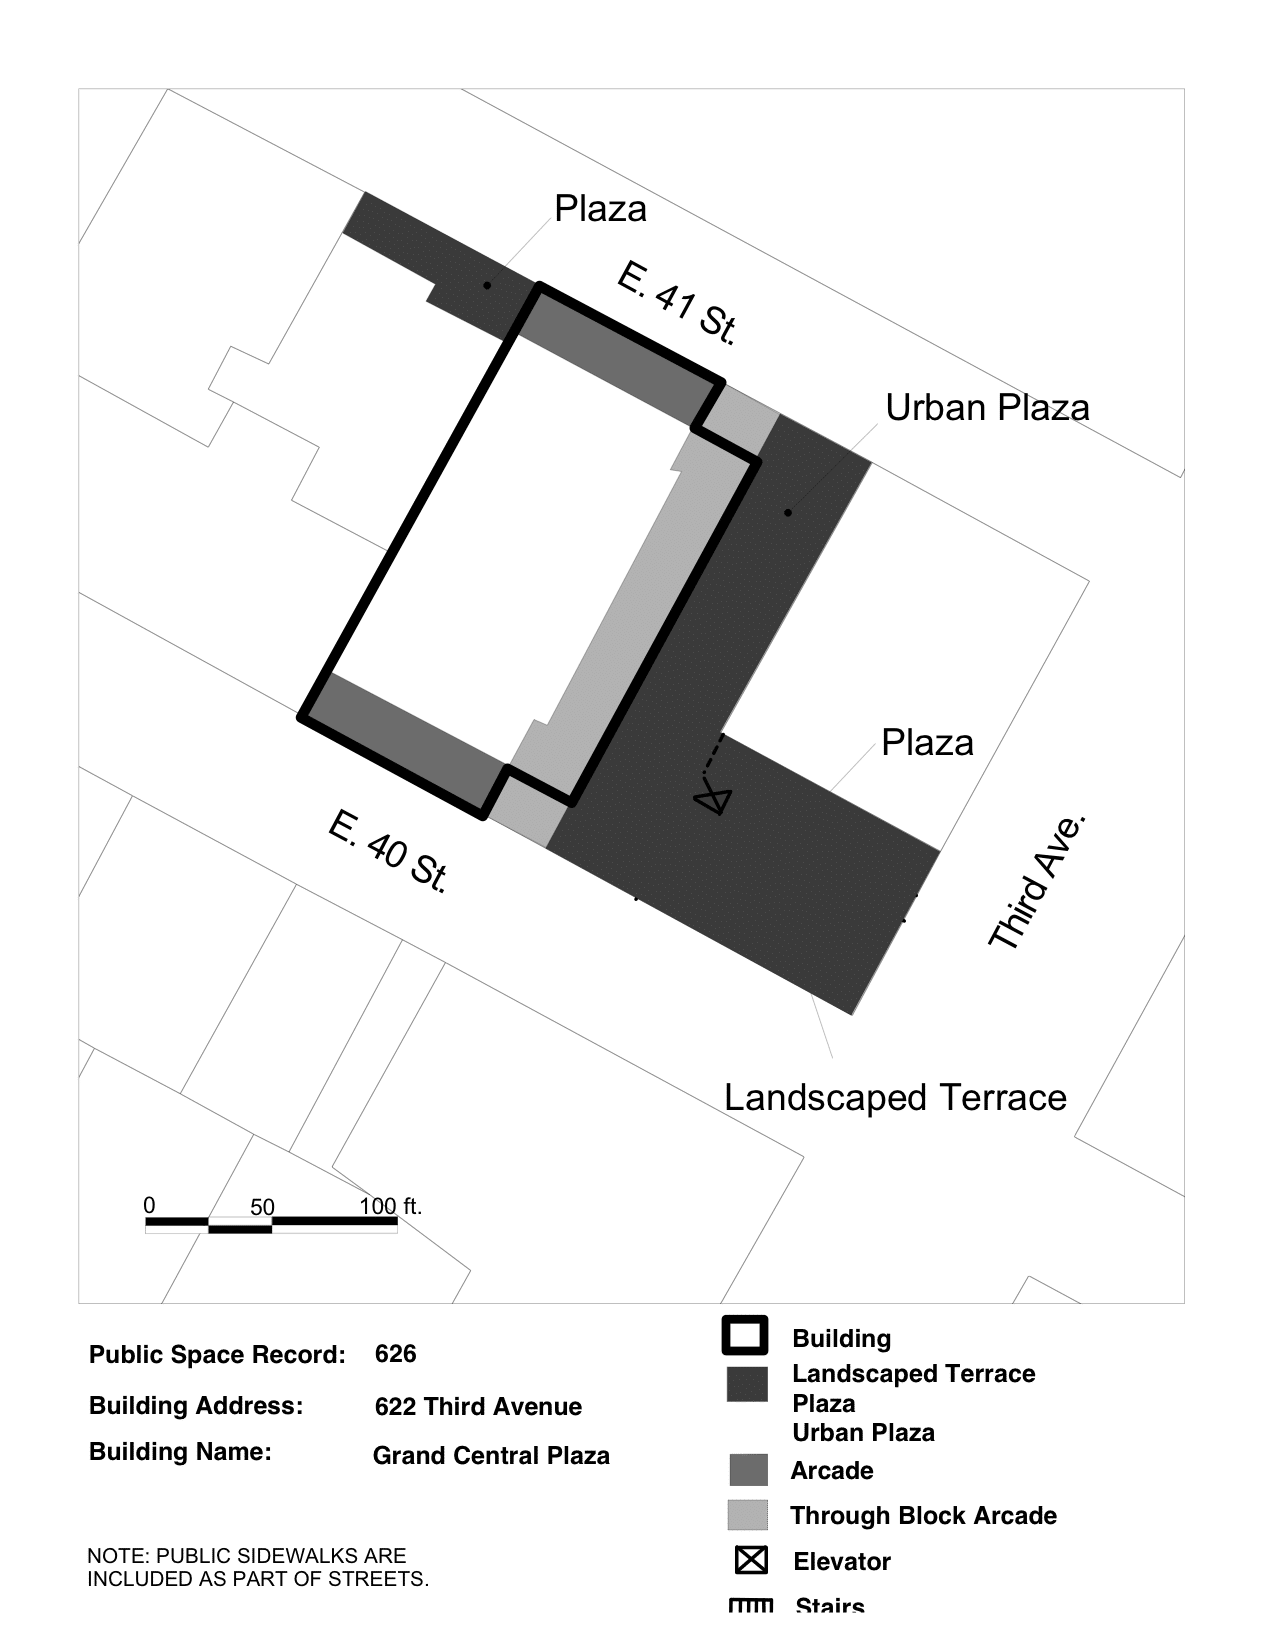 Plaza
E. 41 St.
Urban Plaza
Plaza
E. 40 St.
Third Ave.
Landscaped Terrace
0 50 100 ft.
Public Space Record: 626
Building Address: 622 Third Avenue
Building Name: Grand Central Plaza
NOTE: PUBLIC SIDEWALKS ARE
INCLUDED AS PART OF STREETS.
Building
Landscaped Terrace
Plaza
Urban Plaza
Arcade
Through Block Arcade
Elevator
Stairs